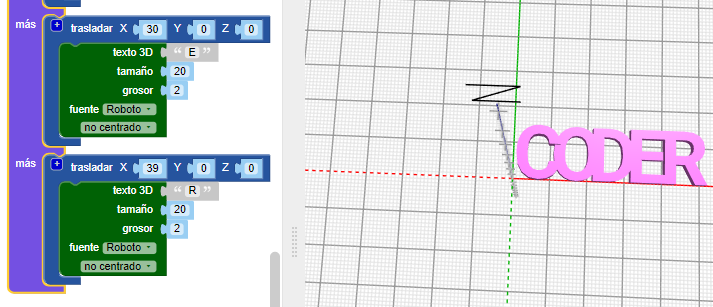 más
+ trasladar X 30 Y 0 Z 0
texto 3D “ E ”
tamaño 20
grosor 2
fuente Roboto
no centrado
más
+ trasladar X 39 Y 0 Z 0
texto 3D “ R ”
tamaño 20
grosor 2
fuente Roboto
no centrado
Z
CODER